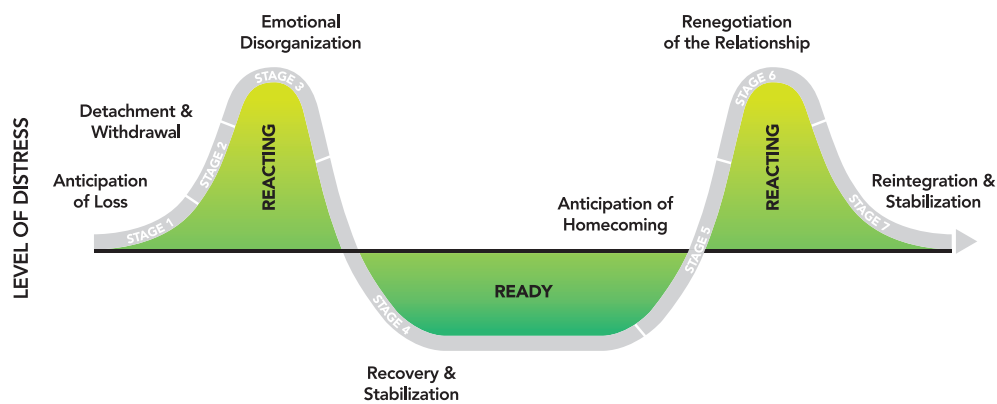 Emotional
Disorganization
Renegotiation
of the Relationship
STAGE 3
STAGE 6
Detachment &
Withdrawal
STAGE 2
REACTING
REACTING
LEVEL OF DISTRESS
Anticipation
of Loss
STAGE 1
Anticipation of
Homecoming
STAGE 5
Reintegration &
Stabilization
STAGE 7
READY
STAGE 4
Recovery &
Stabilization